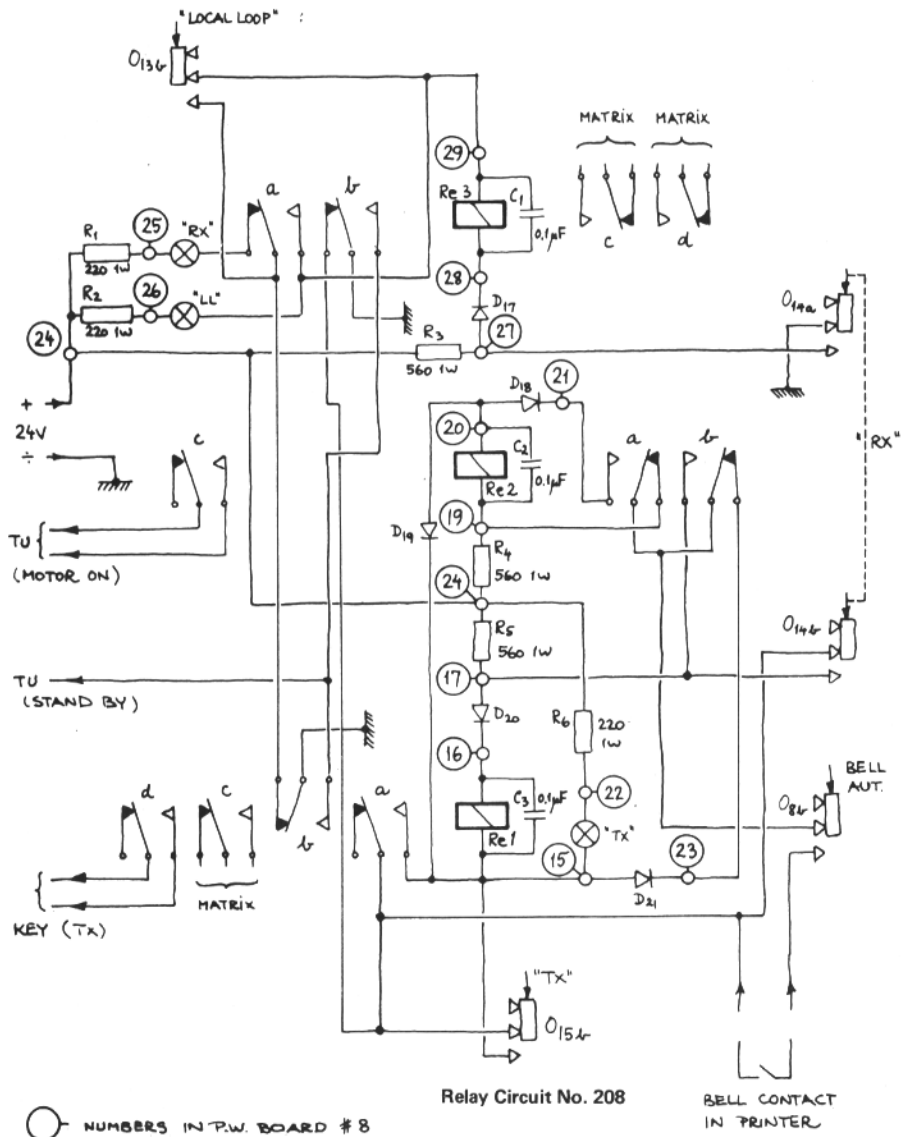 "LOCAL LOOP" :
O13b
MATRIX MATRIX
29
a b
Re 3 C1
0.1µF
c d
R1 25 "RX"
220 1W
R2 26 "LL"
220 1W
28
D17
O14a
24
R3
560 1W
27
+
24V
÷
D18 21
20
C2
0.1µF
Re2
a b
"RX"
c
TU
(MOTOR ON)
D19
19
R4
560 1W
24
R5
560 1W
O14b
TU
(STAND BY)
17
D20
R6 220
1W
16
BELL
AUT.
22
O8b
d c b a
C3 0.1µF
Re1
"TX"
15
23
D21
MATRIX
KEY (TX)
"TX"
O15b
Relay Circuit No. 208
BELL CONTACT
IN PRINTER
NUMBERS IN P.W. BOARD #8